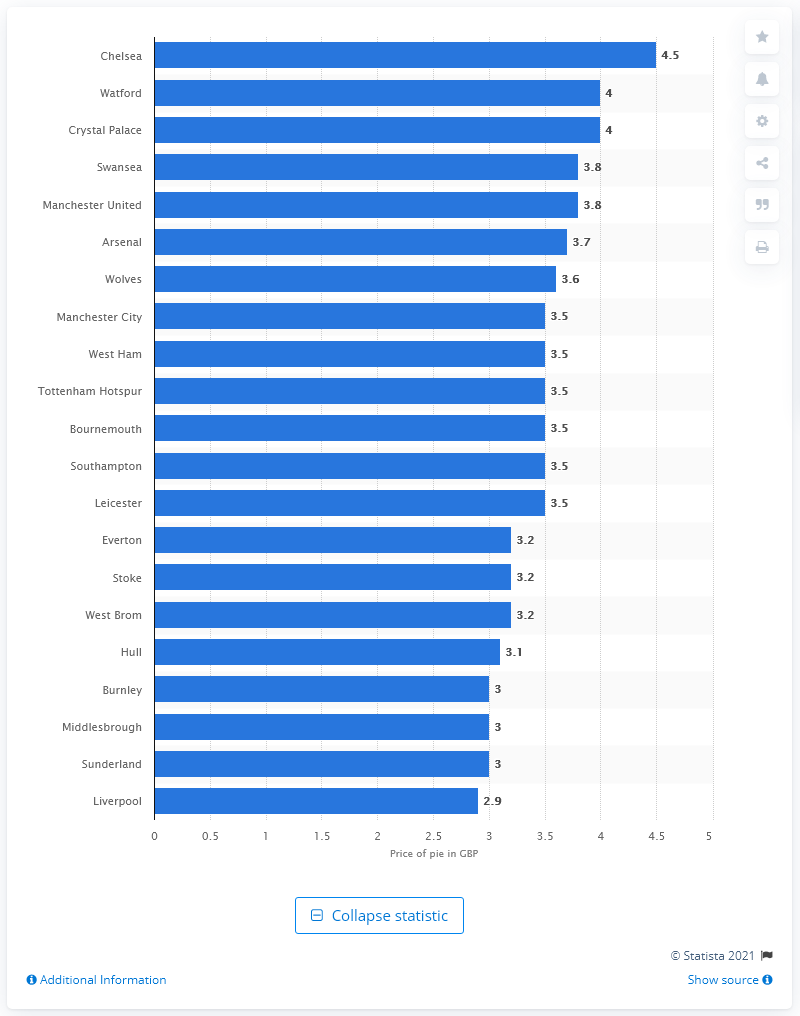 Chelsea 4.5
Watford 4
Crystal Palace 4
Swansea 3.8
Manchester United 3.8
Arsenal 3.7
Wolves 3.6
Manchester City 3.5
West Ham 3.5
Tottenham Hotspur 3.5
Bournemouth 3.5
Southampton 3.5
Leicester 3.5
Everton 3.2
Stoke 3.2
West Brom 3.2
Hull 3.1
Burnley 3
Middlesbrough 3
Sunderland 3
Liverpool 2.9
0 0.5 1 1.5 2 2.5 3 3.5 4 4.5 5
Price of pie in GBP
Collapse statistic
© Statista 2021
Additional Information Show source